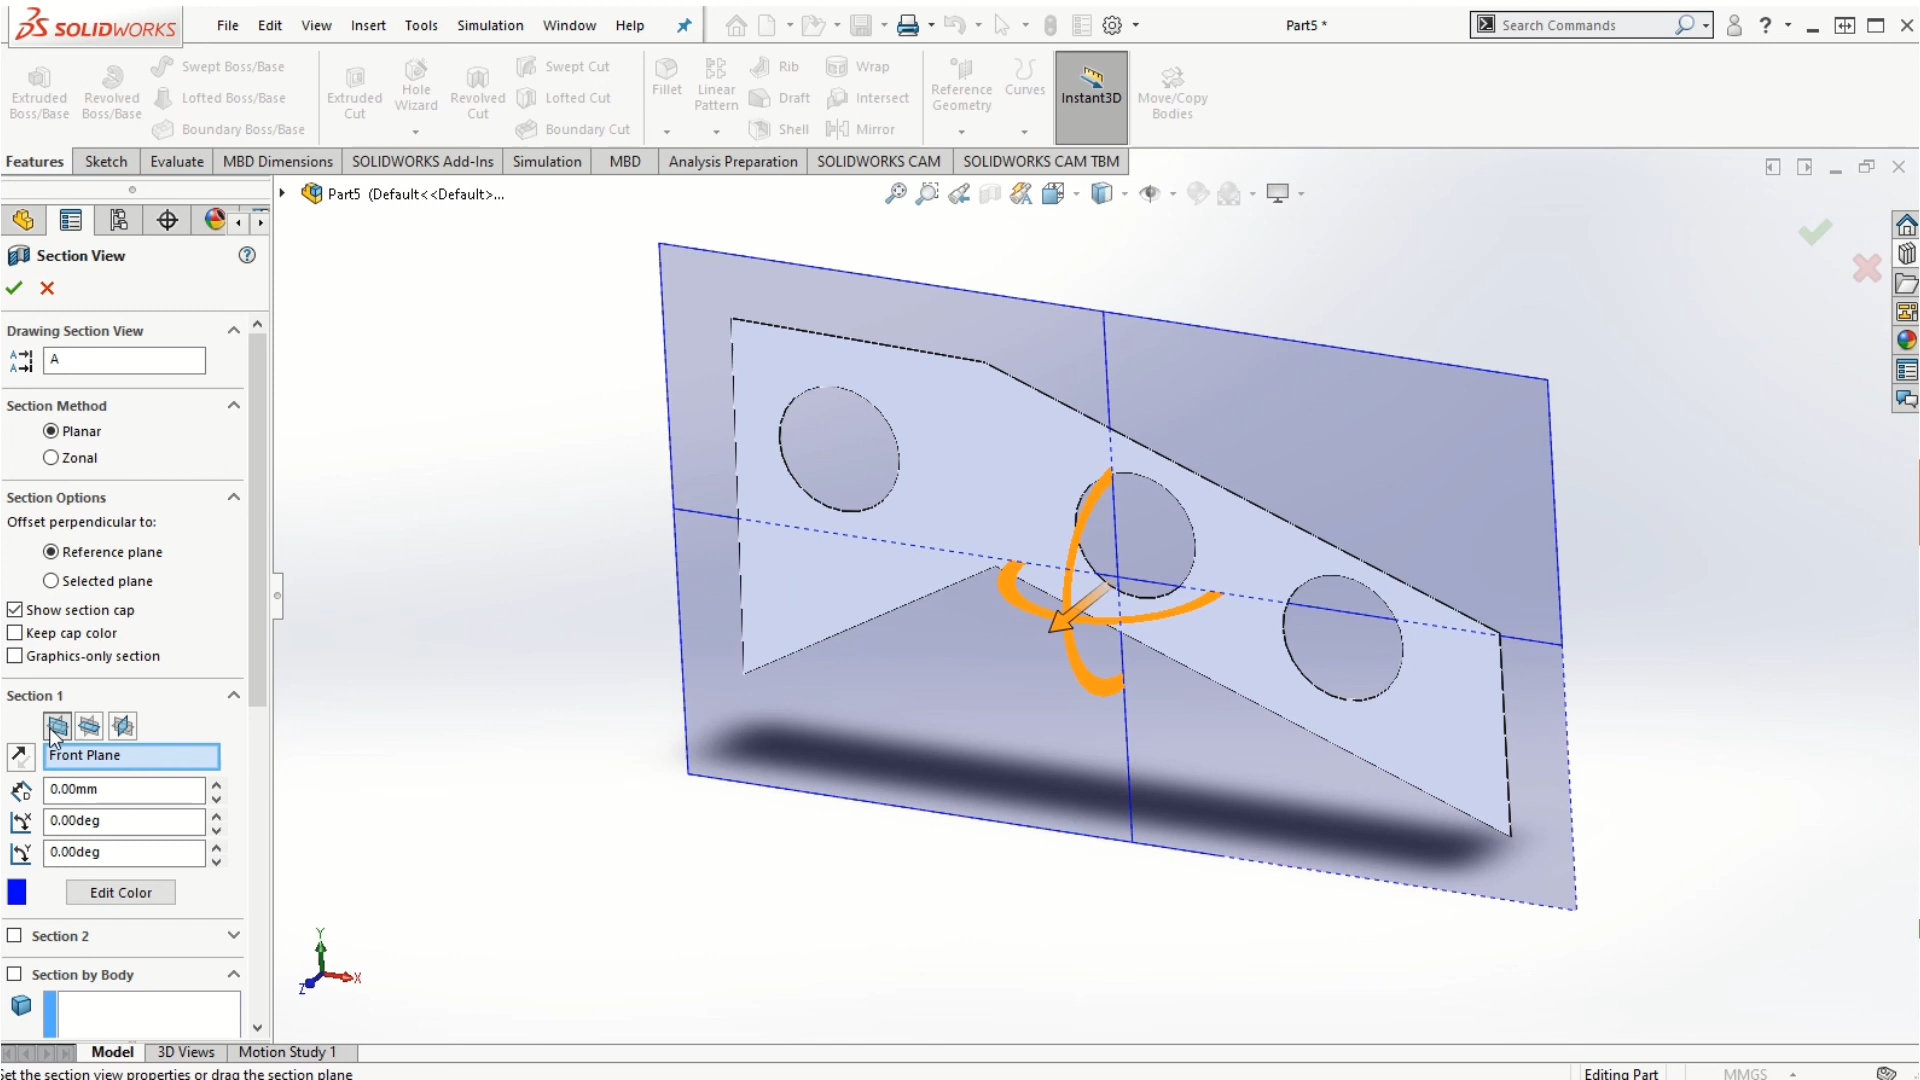 SOLIDWORKS
File Edit View Insert Tools Simulation Window Help
Part5 *
Search Commands
Extruded Boss/Base
Revolved Boss/Base
Swept Boss/Base
Lofted Boss/Base
Boundary Boss/Base
Extruded Cut
Hole Wizard
Revolved Cut
Swept Cut
Lofted Cut
Boundary Cut
Fillet
Linear Pattern
Rib
Draft
Shell
Wrap
Intersect
Mirror
Reference Geometry
Curves
Instant3D
Move/Copy Bodies
Features Sketch Evaluate MBD Dimensions SOLIDWORKS Add-Ins Simulation MBD Analysis Preparation SOLIDWORKS CAM SOLIDWORKS CAM TBM
Part5 (Default<<Default>...
Section View
Drawing Section View
A
Section Method
Planar
Zonal
Section Options
Offset perpendicular to:
Reference plane
Selected plane
Show section cap
Keep cap color
Graphics-only section
Section 1
Front Plane
0.00mm
0.00deg
0.00deg
Edit Color
Section 2
Section by Body
Y
X
Z
Model 3D Views Motion Study 1
Set the section view properties or drag the section plane
Editing Part MMGS